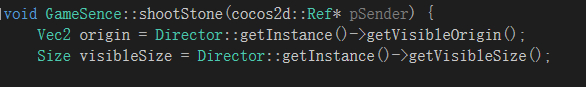 void GameSence::shootStone(cocos2d::Ref* pSender) {
Vec2 origin = Director::getInstance()->getVisibleOrigin();
Size visibleSize = Director::getInstance()->getVisibleSize();